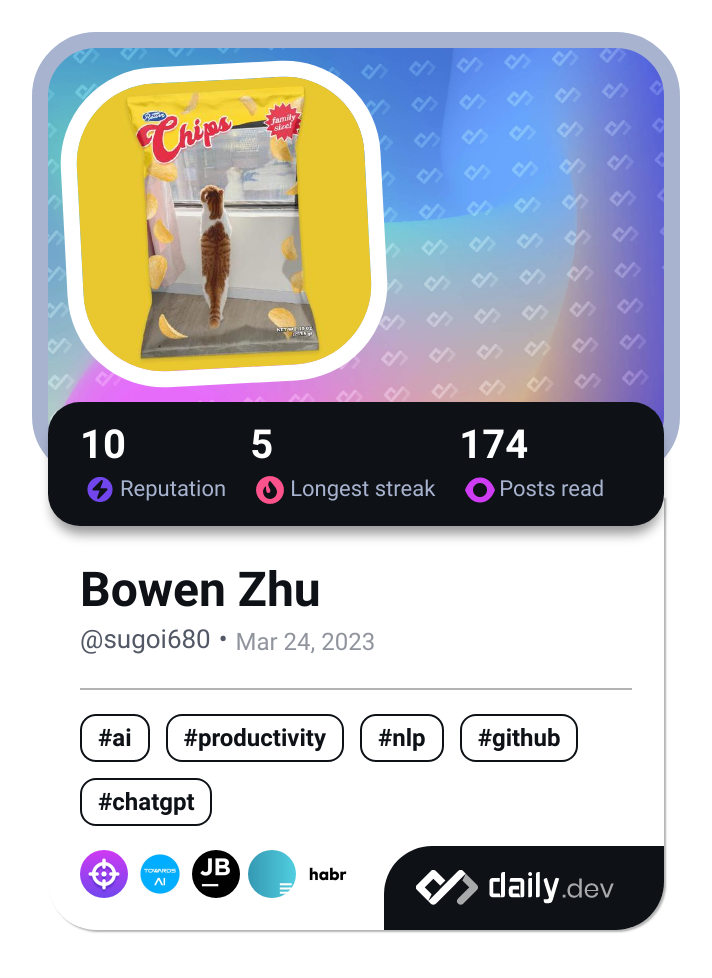 Chips
family
size!
10
5
174
Reputation
Longest streak
Posts read
Bowen Zhu
@sugoi680 • Mar 24, 2023
#ai
#productivity
#nlp
#github
#chatgpt
TOWARDS
AI
JB
habr
daily.dev